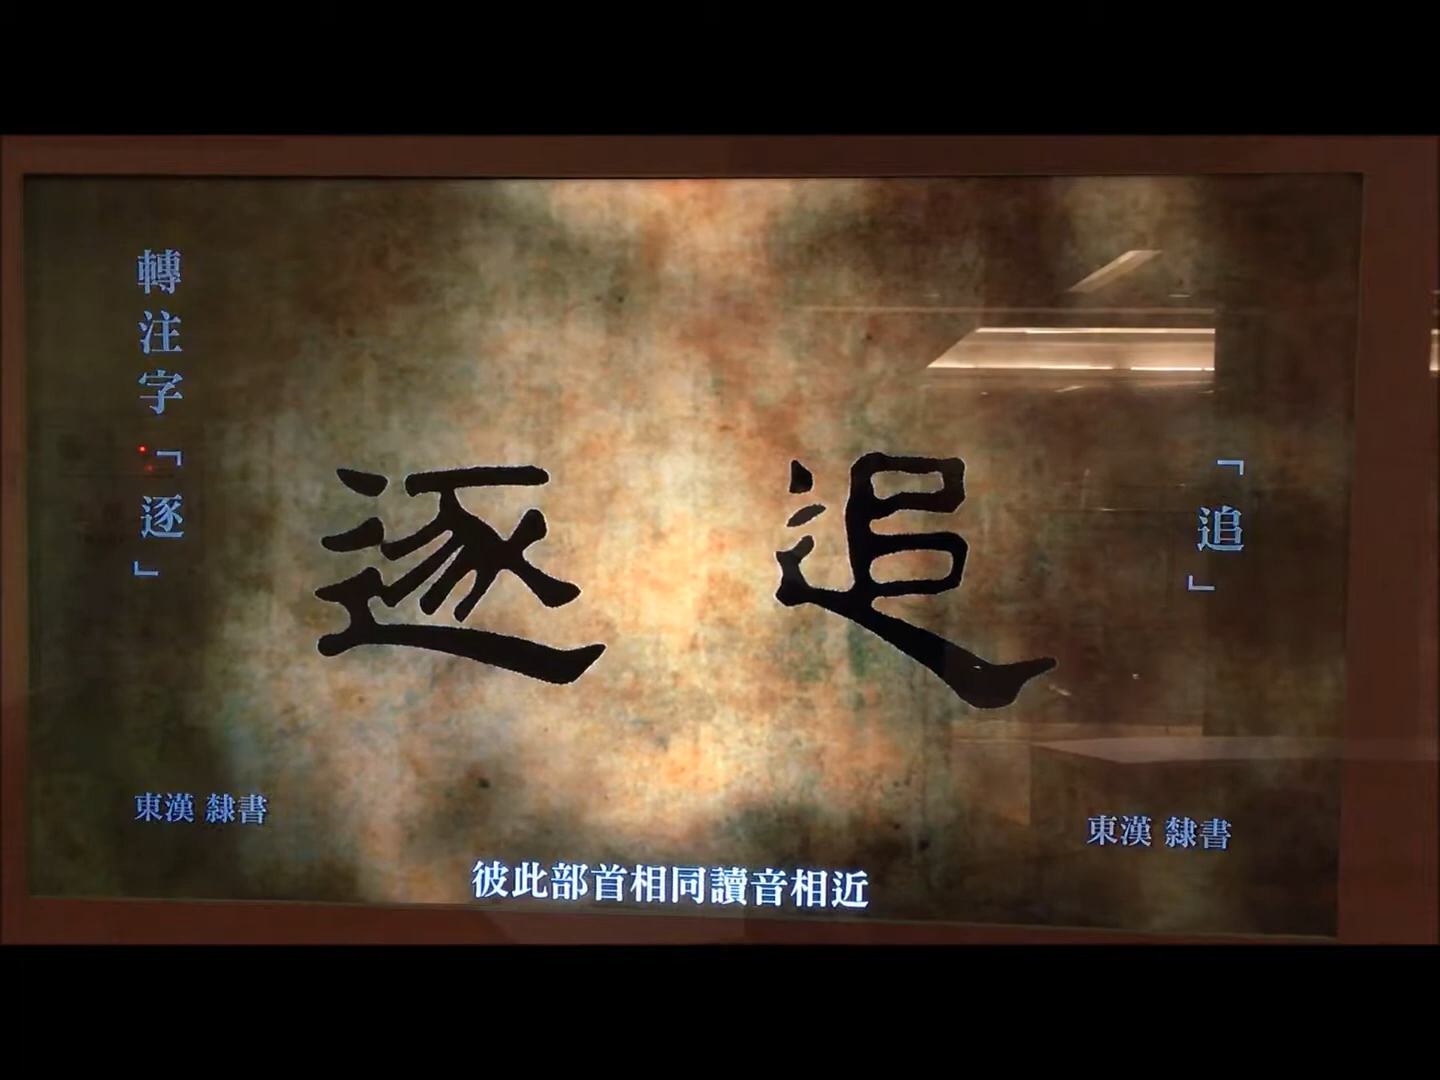 轉注字「逐」
「追」
逐 追
東漢 隸書
東漢 隸書
彼此部首相同讀音相近